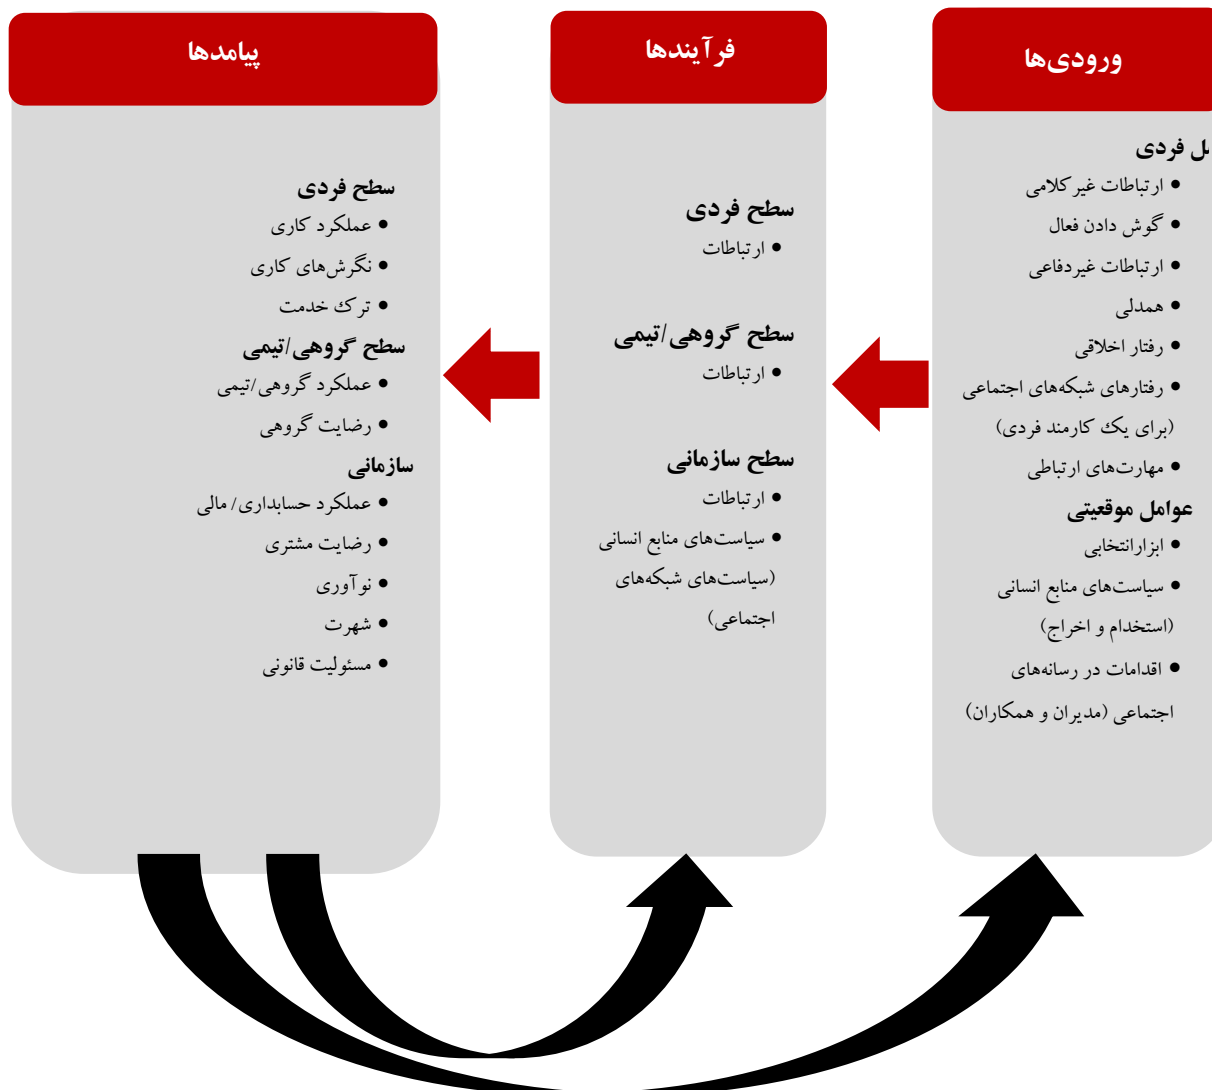 ورودی‌ها
فردی
• ارتباطات غیرکلامی
• گوش دادن فعال
• ارتباطات غیردفاعی
• همدلی
• رفتار اخلاقی
• رفتارهای شبکه‌های اجتماعی
(برای یک کارمند فردی)
• مهارت‌های ارتباطی
عوامل موقعیتی
• ابزارانتخابی
• سیاست‌های منابع انسانی
(استخدام و اخراج)
• اقدامات در رسانه‌های
اجتماعی (مدیران و همکاران)
فرآیندها
سطح فردی
• ارتباطات
سطح گروهی/تیمی
• ارتباطات
سطح سازمانی
• ارتباطات
• سیاست‌های منابع انسانی
(سیاست‌های شبکه‌های
اجتماعی)
پیامدها
سطح فردی
• عملکرد کاری
• نگرش‌های کاری
• ترک خدمت
سطح گروهی/تیمی
• عملکرد گروهی/تیمی
• رضایت گروهی
سازمانی
• عملکرد حسابداری/ مالی
• رضایت مشتری
• نوآوری
• شهرت
• مسئولیت قانونی